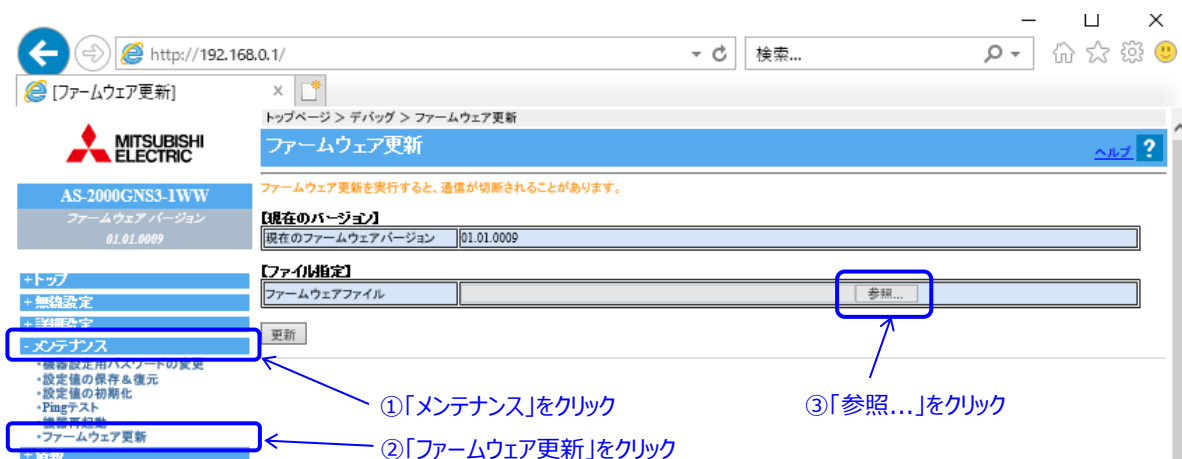 http://192.168.0.1/
検索...
[ファームウェア更新]
MITSUBISHI
ELECTRIC
トップページ > デバッグ > ファームウェア更新
ファームウェア更新
ヘルプ ?
AS-2000GNS3-1WW
ファームウェア バージョン
01.01.0009
ファームウェア更新を実行すると、通信が切断されることがあります。
【現在のバージョン】
現在のファームウェアバージョン 01.01.0009
【ファイル指定】
ファームウェアファイル 参照...
更新
+トップ
+無線設定
+詳細設定
-メンテナンス
・機器設定用パスワードの変更
・設定値の保存&復元
・設定値の初期化
・Pingテスト
・機器再起動
・ファームウェア更新
+情報
①「メンテナンス」をクリック
③「参照...」をクリック
②「ファームウェア更新」をクリック